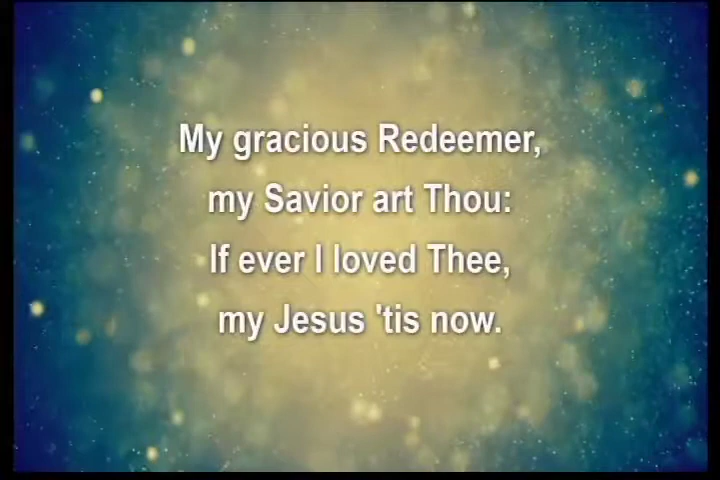 My gracious Redeemer,
my Savior art Thou:
If ever I loved Thee,
my Jesus 'tis now.